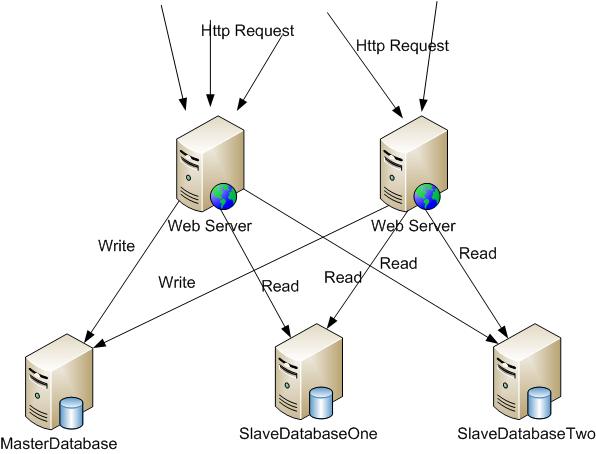 Http Request
Http Request
Web Server
Web Server
Write
Write
Read
Read
Read
Read
MasterDatabase
SlaveDatabaseOne
SlaveDatabaseTwo